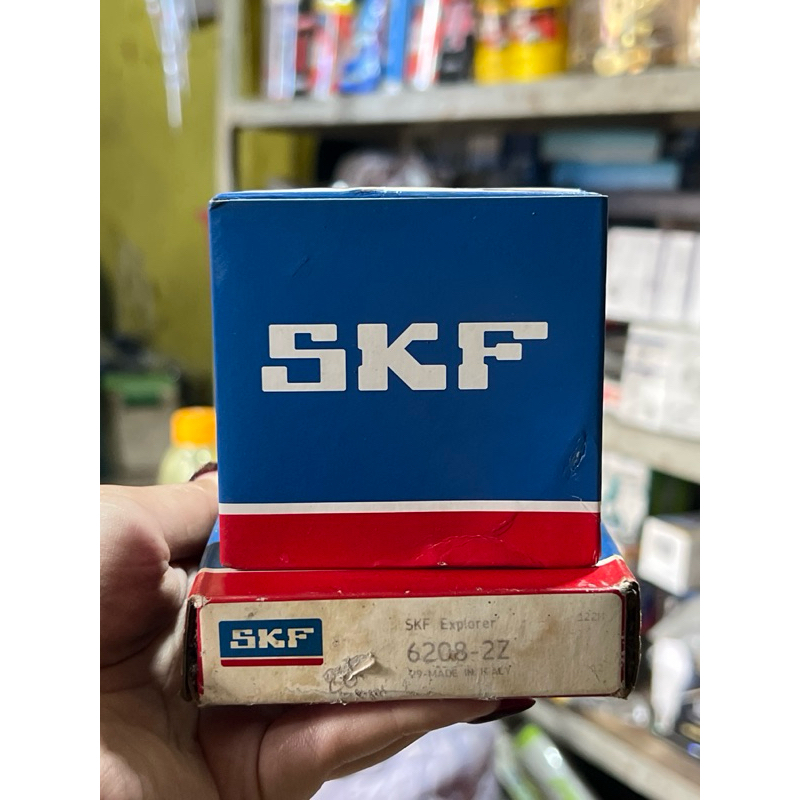 SKF
SKF
SKF Explorer
6208-2Z
MADE IN ITALY